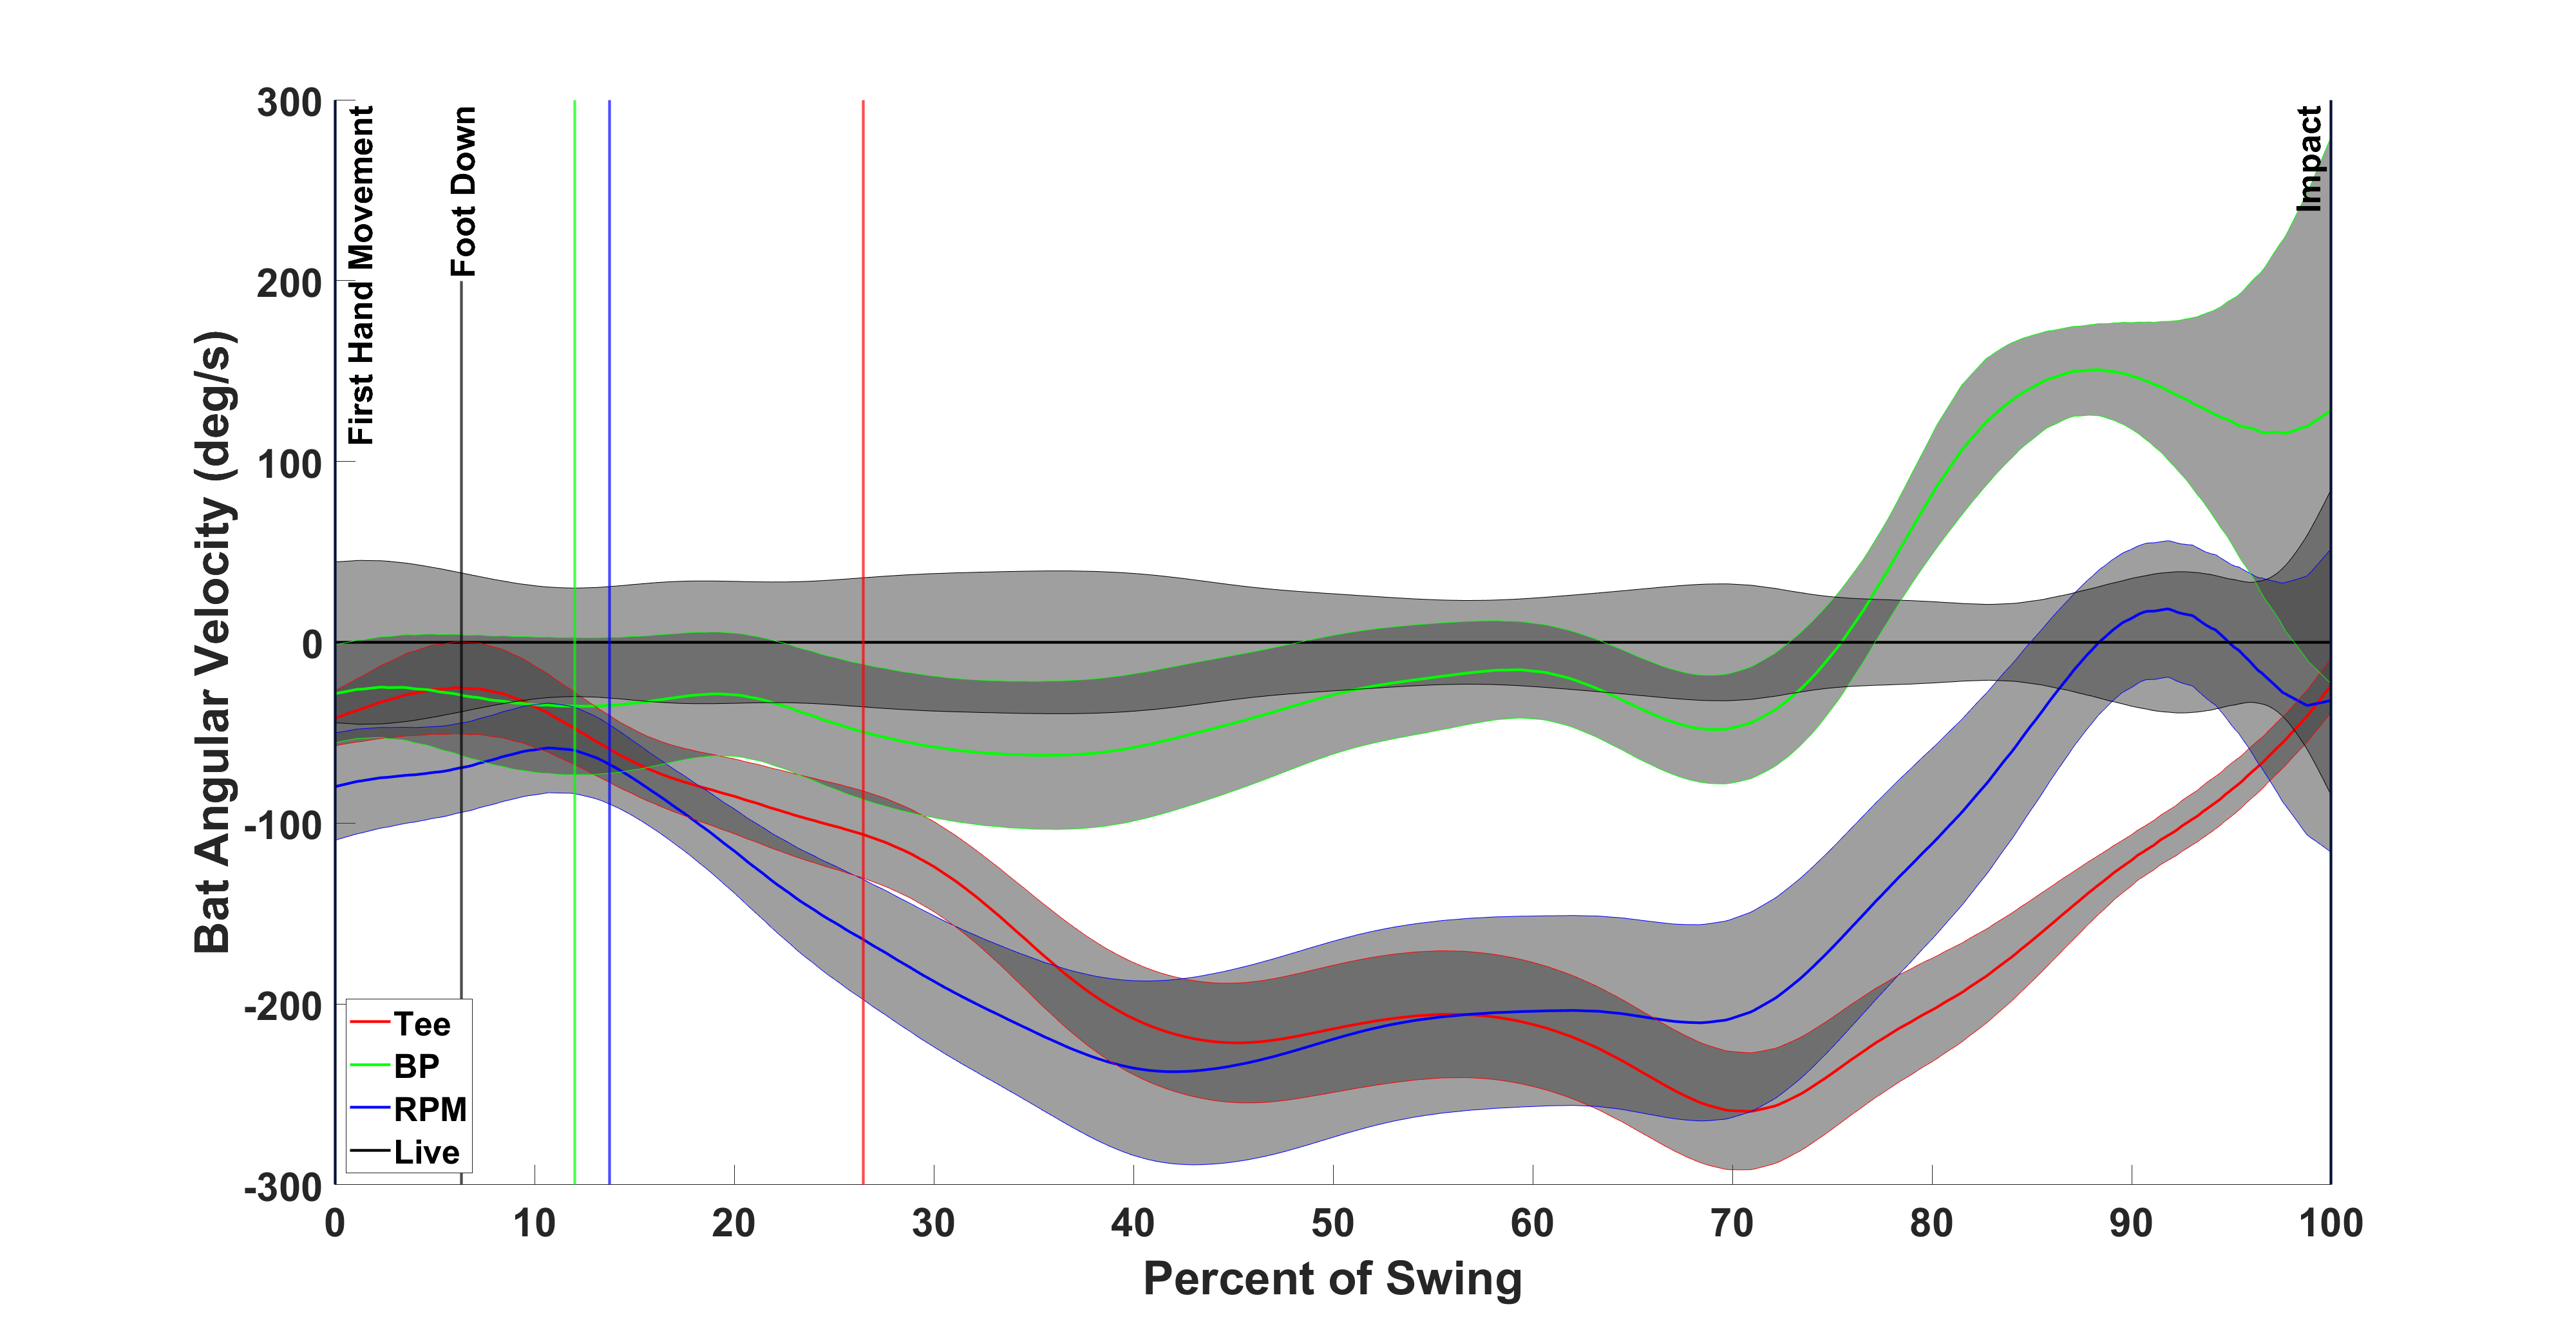 300
200
100
0
-100
-200
-300
Bat Angular Velocity (deg/s)
First Hand Movement
Foot Down
Impact
Tee
BP
RPM
Live
0 10 20 30 40 50 60 70 80 90 100
Percent of Swing